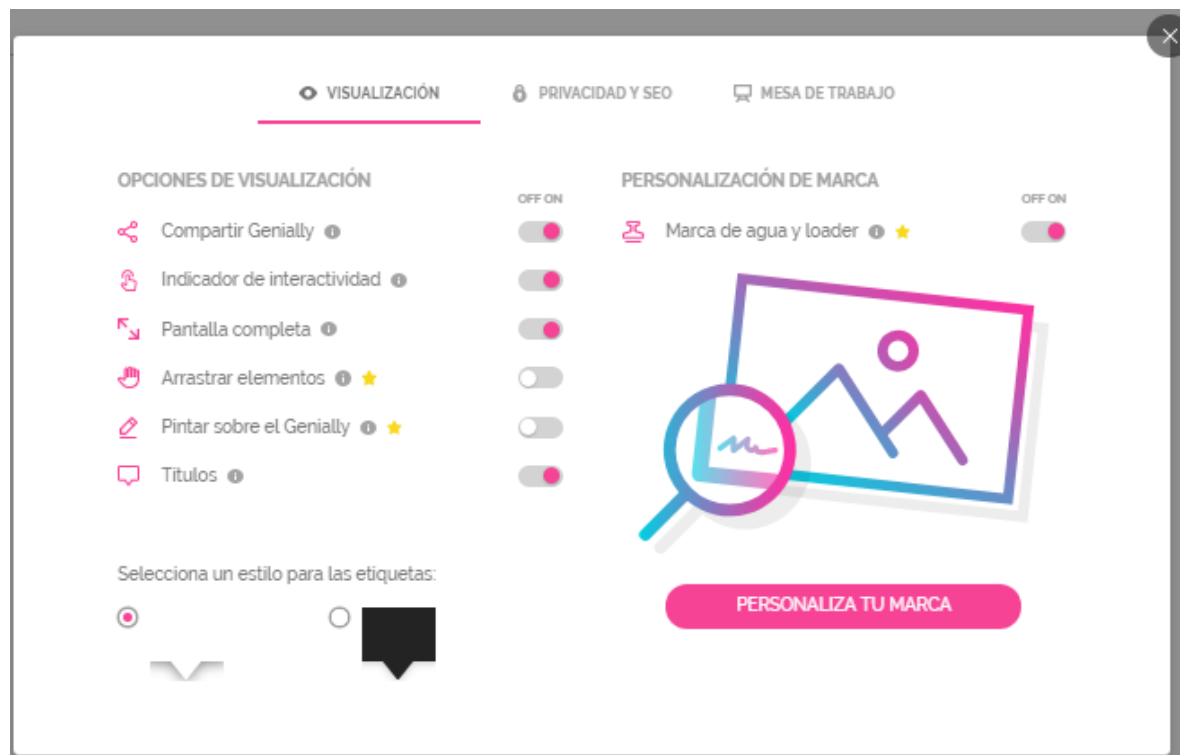 VISUALIZACIÓN
PRIVACIDAD Y SEO
MESA DE TRABAJO
OPCIONES DE VISUALIZACIÓN
OFF ON
Compartir Genially
Indicador de interactividad
Pantalla completa
Arrastrar elementos
Pintar sobre el Genially
Títulos
Selecciona un estilo para las etiquetas:
PERSONALIZACIÓN DE MARCA
OFF ON
Marca de agua y loader
PERSONALIZA TU MARCA